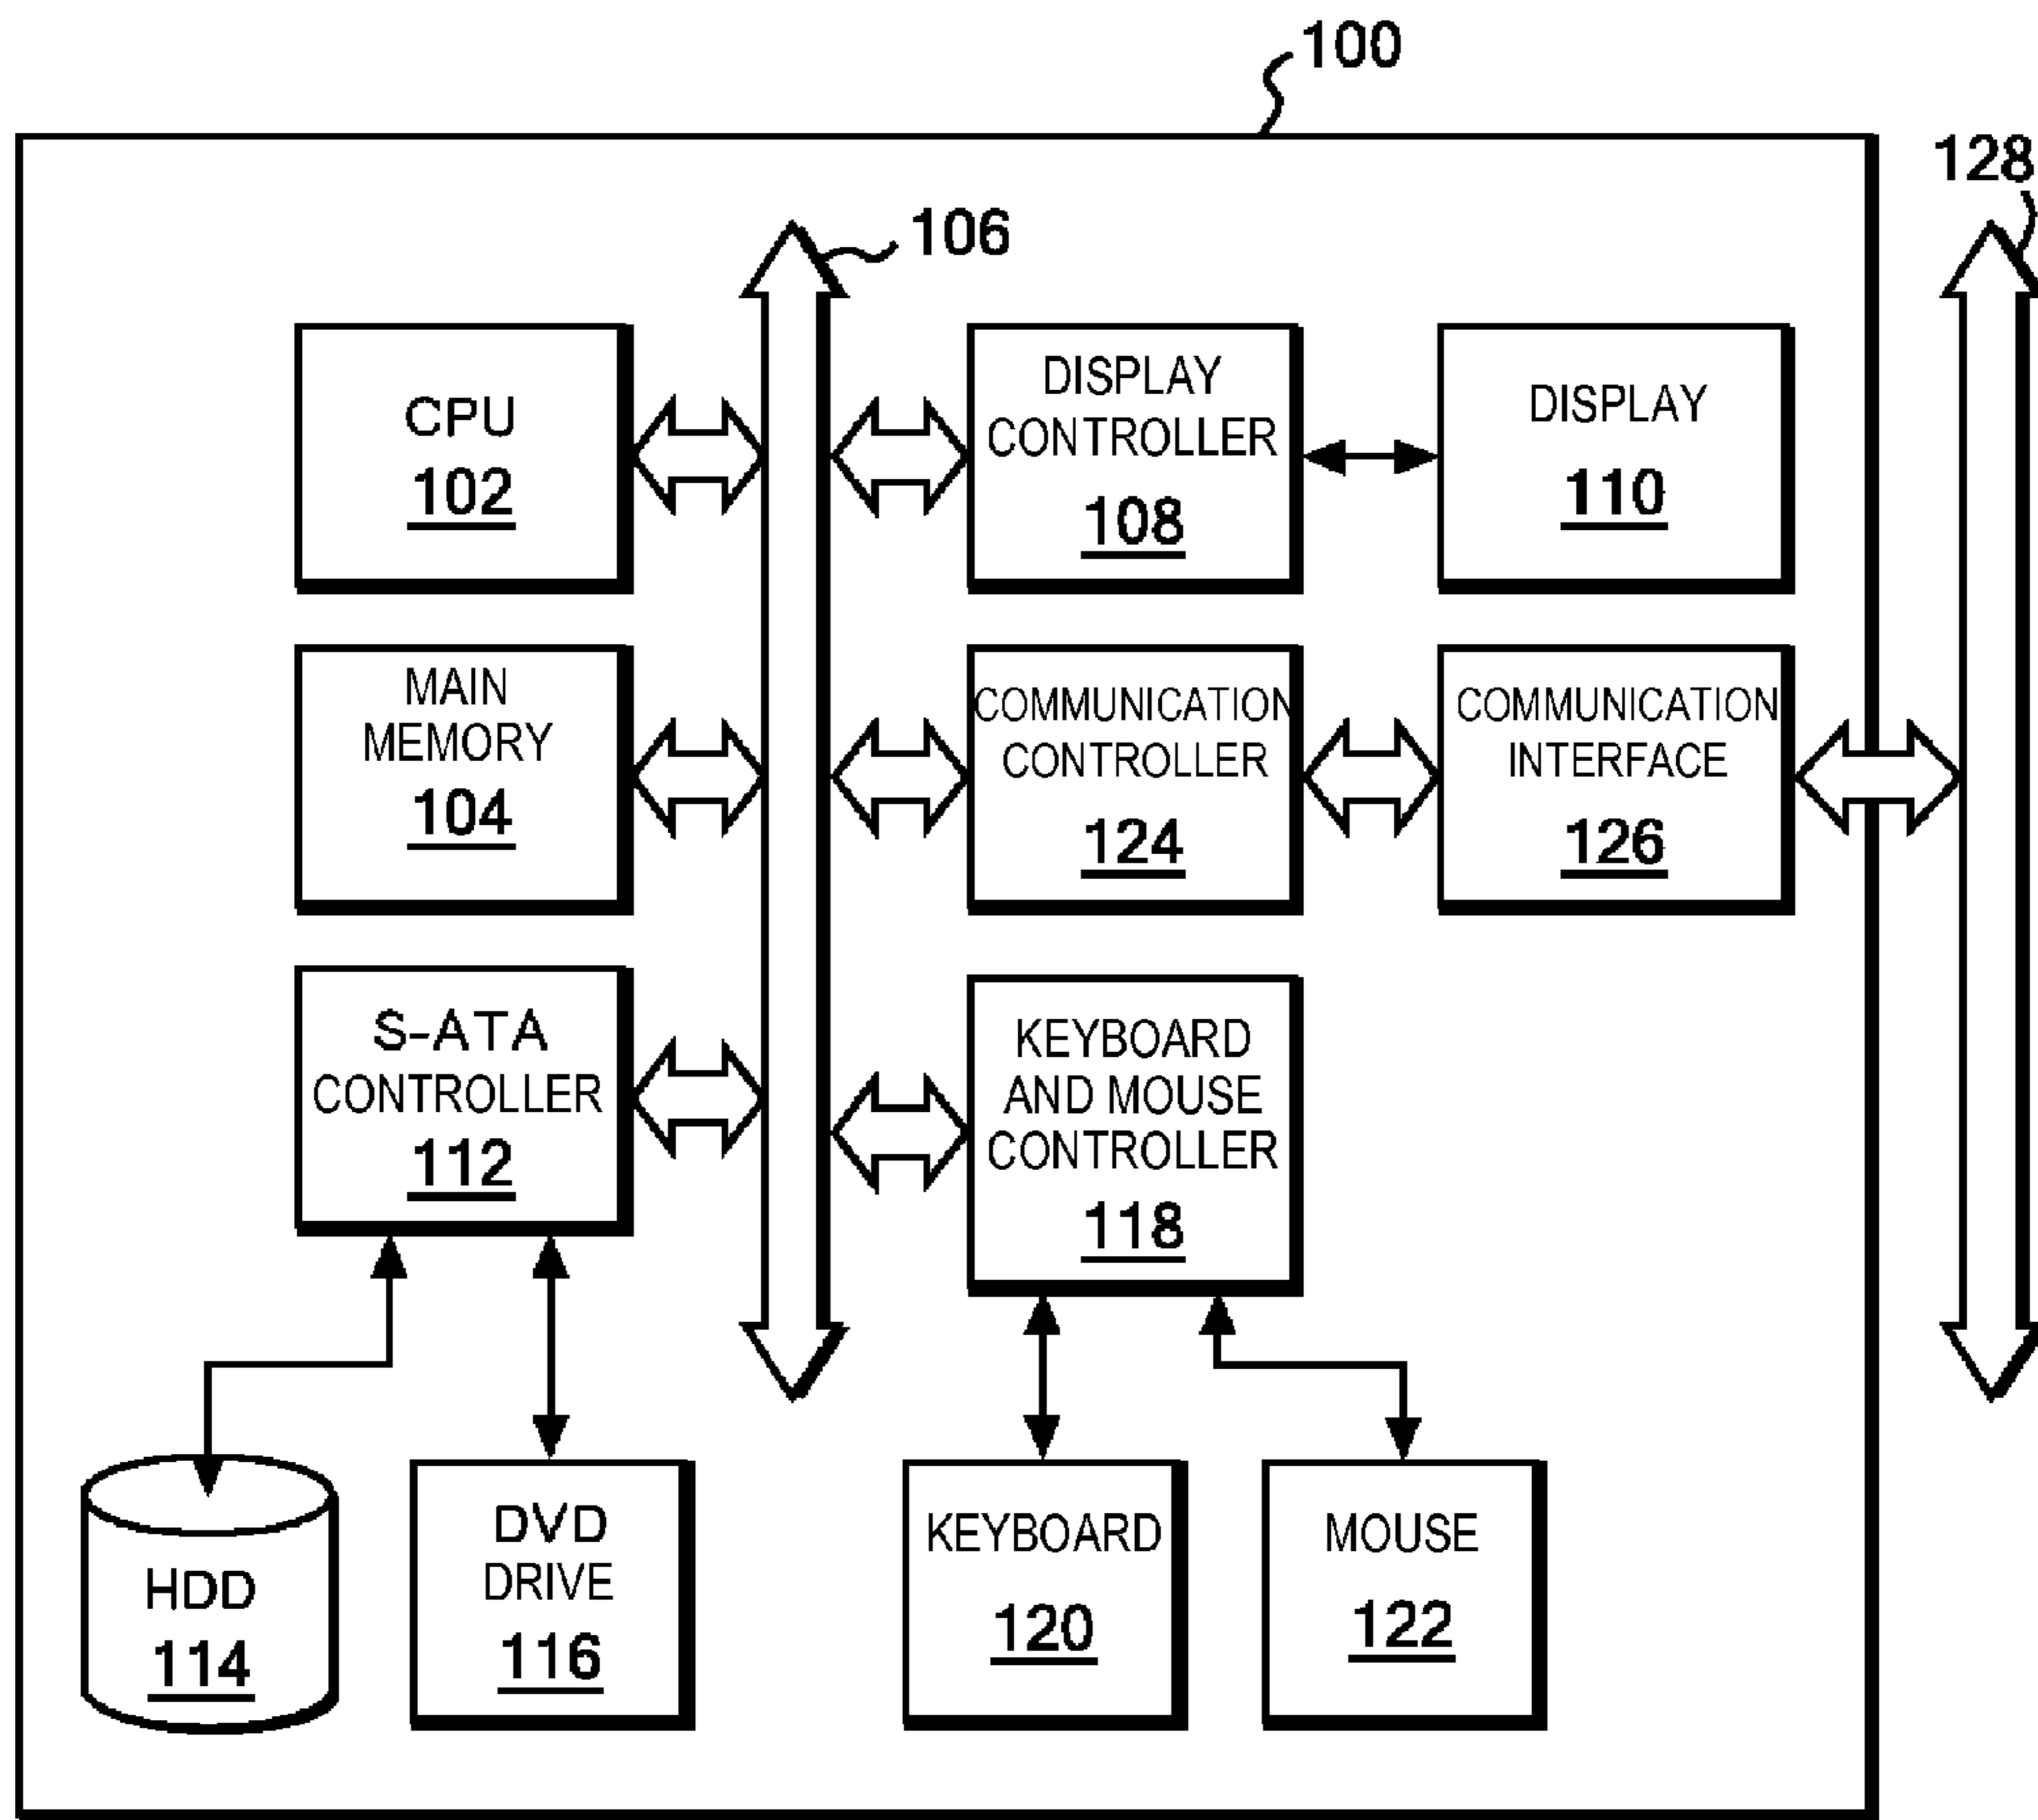 100
128
106
CPU
102
DISPLAY
CONTROLLER
108
DISPLAY
110
MAIN
MEMORY
104
COMMUNICATION
CONTROLLER
124
COMMUNICATION
INTERFACE
126
S-ATA
CONTROLLER
112
KEYBOARD
AND MOUSE
CONTROLLER
118
HDD
114
DVD
DRIVE
116
KEYBOARD
120
MOUSE
122